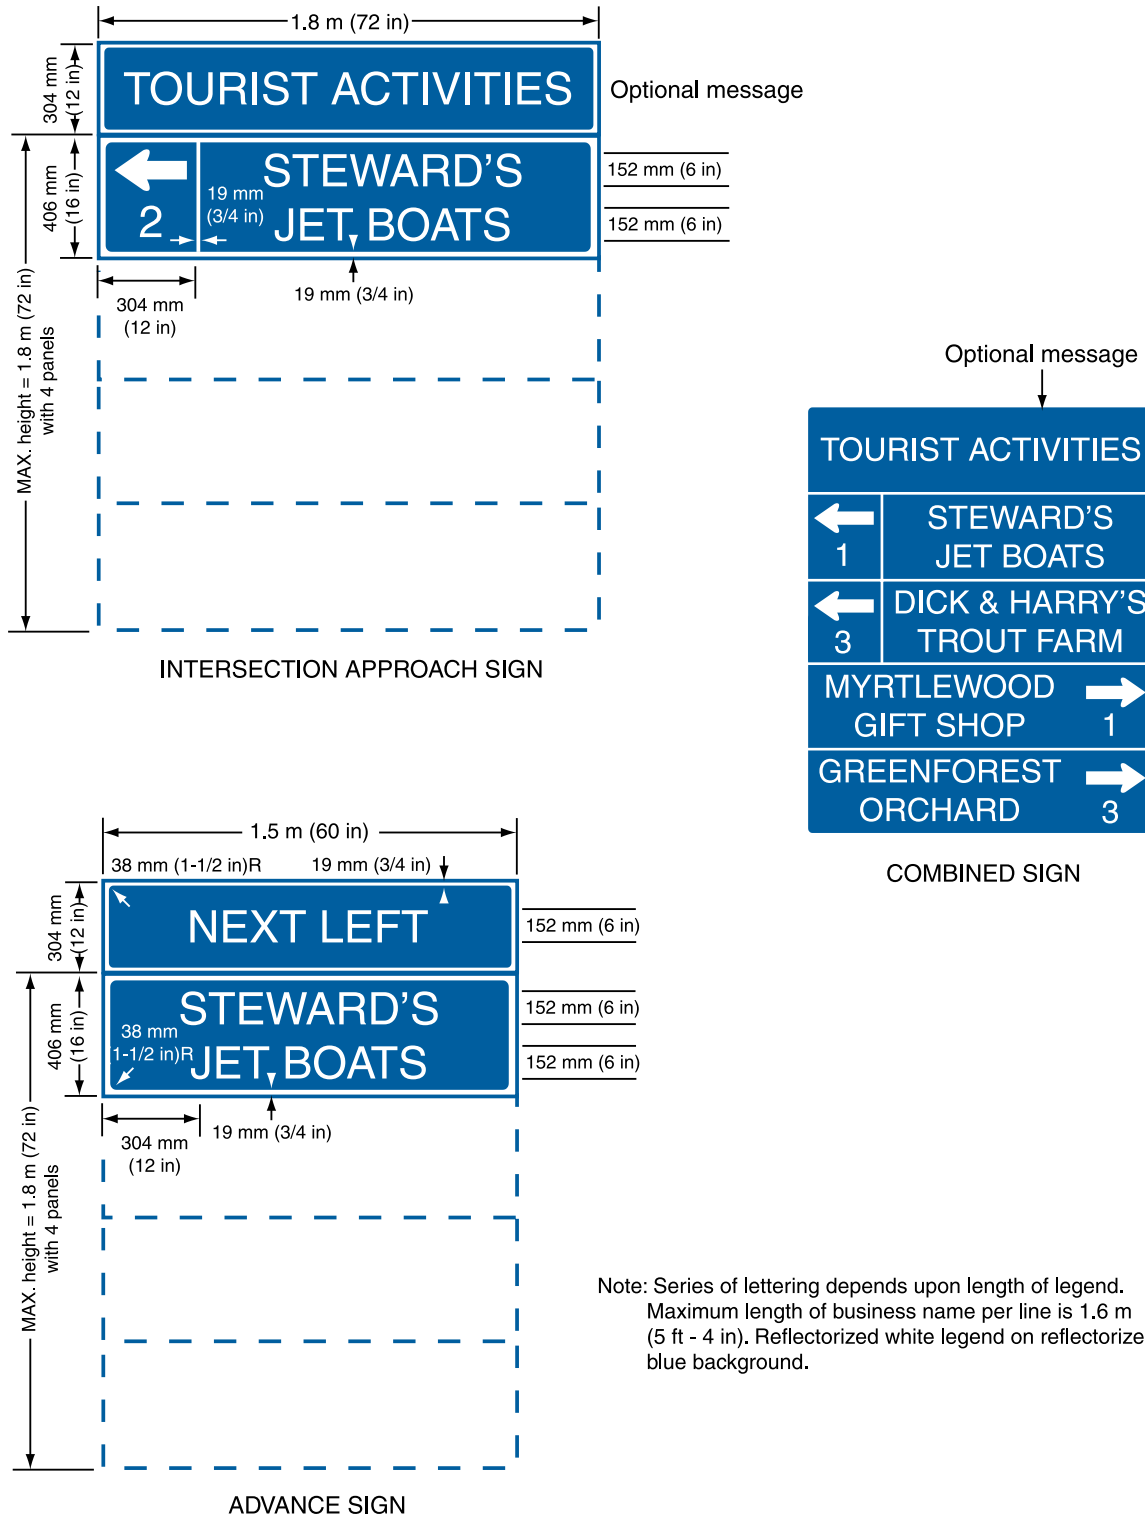 1.8 m (72 in)
304 mm
(12 in)
TOURIST ACTIVITIES
Optional message
406 mm
(16 in)
2
19 mm
(3/4 in)
STEWARD'S
JET BOATS
152 mm (6 in)
152 mm (6 in)
304 mm
(12 in)
19 mm (3/4 in)
MAX. height = 1.8 m (72 in)
with 4 panels
INTERSECTION APPROACH SIGN
Optional message
TOURIST ACTIVITIES
1
STEWARD'S
JET BOATS
3
DICK & HARRY'S
TROUT FARM
MYRTLEWOOD
GIFT SHOP
1
GREENFOREST
ORCHARD
3
COMBINED SIGN
1.5 m (60 in)
38 mm (1-1/2 in)R
19 mm (3/4 in)
304 mm
(12 in)
NEXT LEFT
152 mm (6 in)
406 mm
(16 in)
STEWARD'S
JET BOATS
38 mm
1-1/2 in)R
152 mm (6 in)
152 mm (6 in)
304 mm
(12 in)
19 mm (3/4 in)
MAX. height = 1.8 m (72 in)
with 4 panels
ADVANCE SIGN
Note: Series of lettering depends upon length of legend.
Maximum length of business name per line is 1.6 m
(5 ft - 4 in). Reflectorized white legend on reflectorize
blue background.